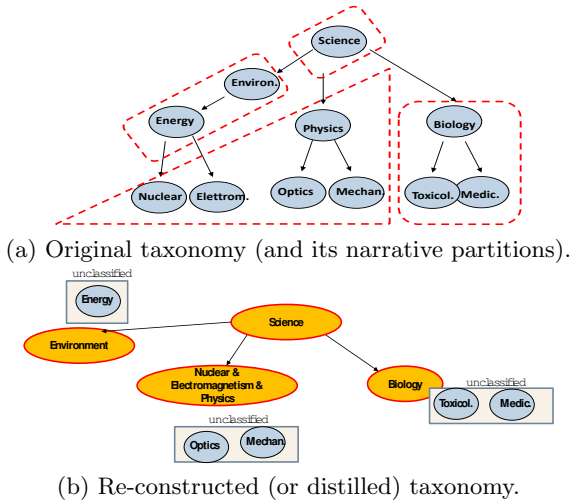 Science
Environ.
Energy
Physics
Biology
Nuclear
Elettrom.
Optics
Mechan.
Toxicol.
Medic.
(a) Original taxonomy (and its narrative partitions).
unclassified
Energy
Science
Environment
Nuclear &
Electromagnetism &
Physics
Biology
unclassified
Toxicol.
Medic.
unclassified
Optics
Mechan.
(b) Re-constructed (or distilled) taxonomy.